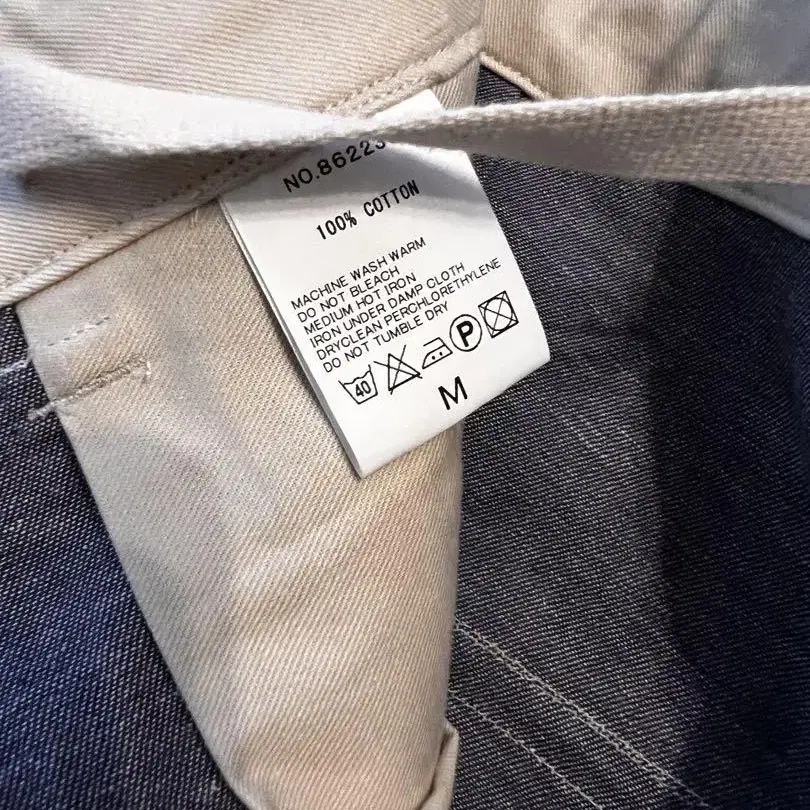 NO.86223
100% COTTON
MACHINE WASH WARM
DO NOT BLEACH
MEDIUM HOT IRON
IRON UNDER DAMP CLOTH
DRYCLEAN PERCHLORETHYLENE
DO NOT TUMBLE DRY
40 P
M